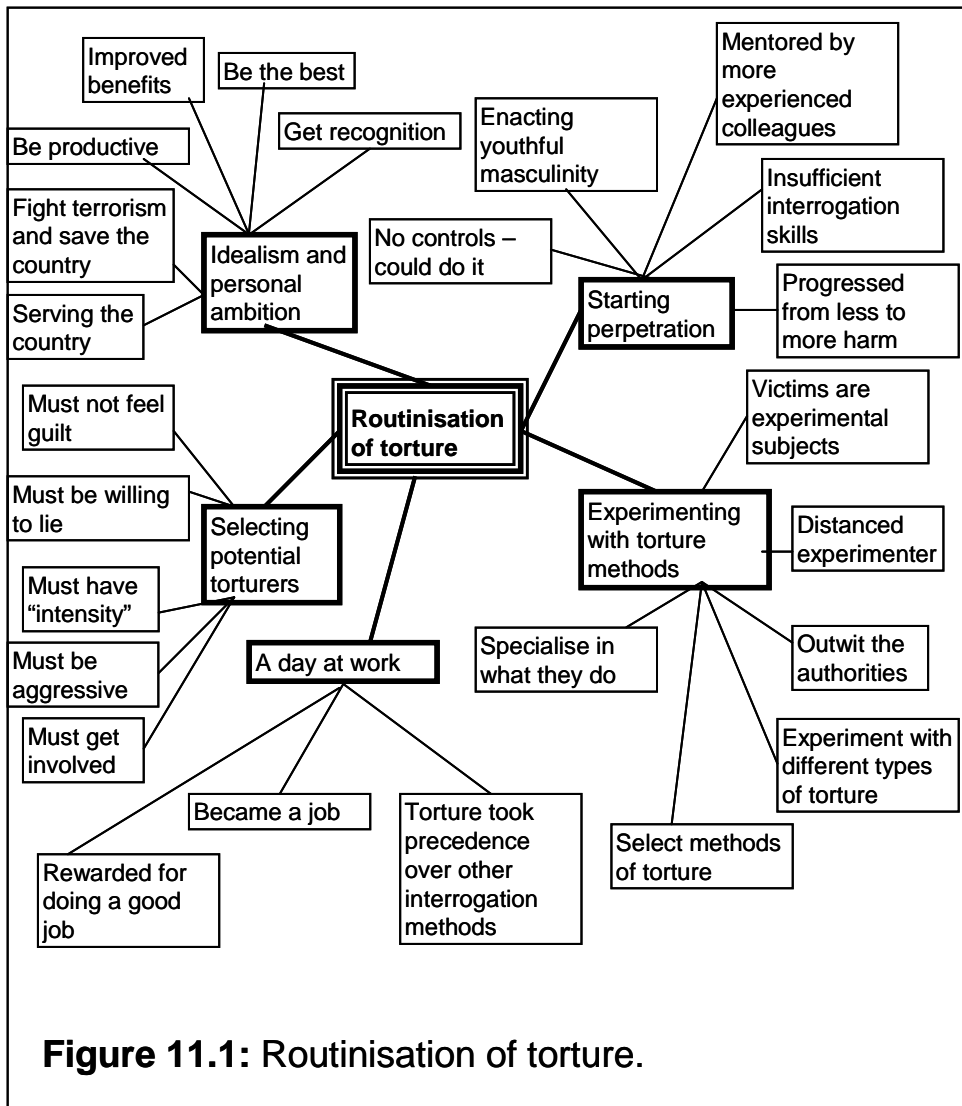 Improved
benefits
Be the best
Get recognition
Be productive
Fight terrorism
and save the
country
Serving the
country
Idealism and
personal
ambition
Mentored by
more
experienced
colleagues
Enacting
youthful
masculinity
Insufficient
interrogation
skills
No controls –
could do it
Starting
perpetration
Progressed
from less to
more harm
Routinisation
of torture
Must not feel
guilt
Must be willing
to lie
Must have
“intensity”
Must be
aggressive
Must get
involved
Selecting
potential
torturers
Victims are
experimental
subjects
Experimenting
with torture
methods
Distanced
experimenter
Outwit the
authorities
Specialise in
what they do
Experiment with
different types
of torture
Select methods
of torture
A day at work
Became a job
Rewarded for
doing a good
job
Torture took
precedence
over other
interrogation
methods
Figure 11.1: Routinisation of torture.